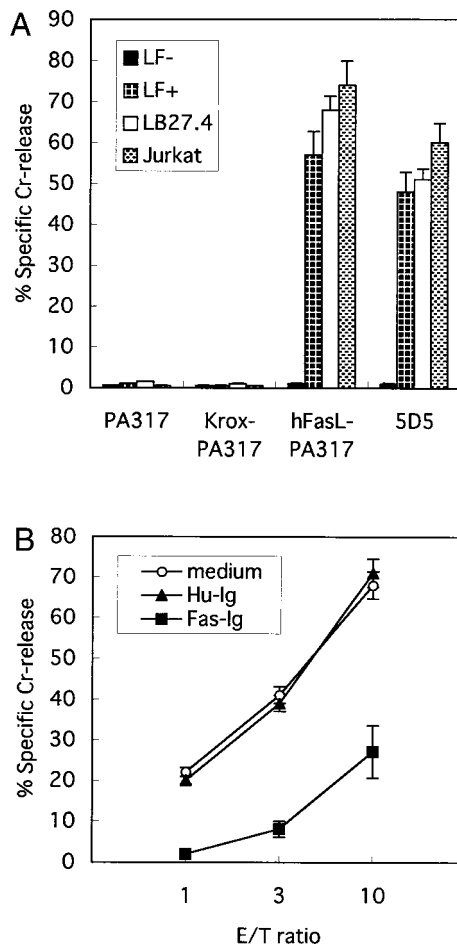 A
90
80
70
60
50
40
30
20
10
0
% Specific Cr-release
LF-
LF+
LB27.4
Jurkat
PA317
Krox-
PA317
hFasL-
PA317
5D5
B
80
70
60
50
40
30
20
10
0
% Specific Cr-release
medium
Hu-Ig
Fas-Ig
1
3
10
E/T ratio